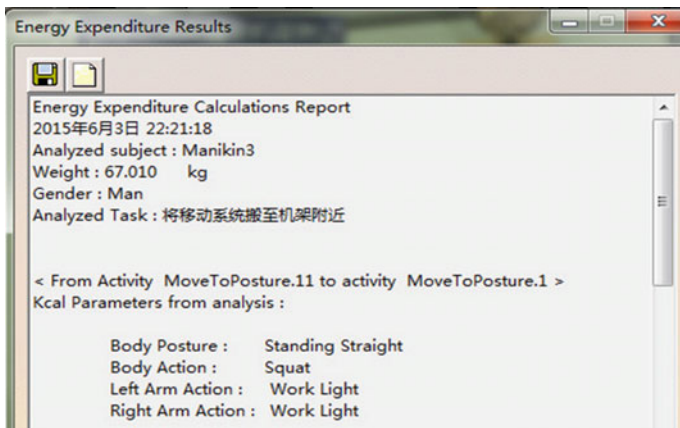 Energy Expenditure Results
Energy Expenditure Calculations Report
2015年6月3日 22:21:18
Analyzed subject : Manikin3
Weight : 67.010 kg
Gender : Man
Analyzed Task : 将移动系统搬至机架附近
< From Activity MoveToPosture.11 to activity MoveToPosture.1 >
Kcal Parameters from analysis :
Body Posture : Standing Straight
Body Action : Squat
Left Arm Action : Work Light
Right Arm Action : Work Light